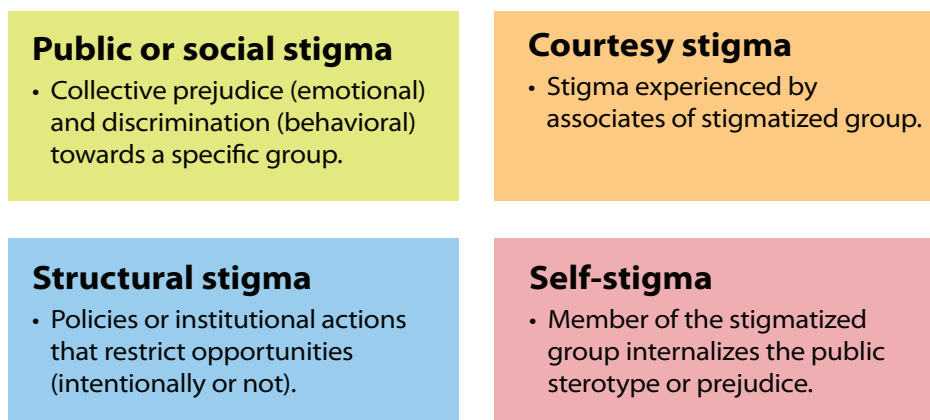 Public or social stigma
• Collective prejudice (emotional)
and discrimination (behavioral)
towards a specific group.
Courtesy stigma
• Stigma experienced by
associates of stigmatized group.
Structural stigma
• Policies or institutional actions
that restrict opportunities
(intentionally or not).
Self-stigma
• Member of the stigmatized
group internalizes the public
sterotype or prejudice.